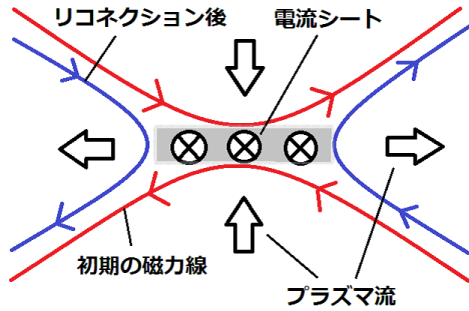 リコネクション後
電流シート
初期の磁力線
プラズマ流